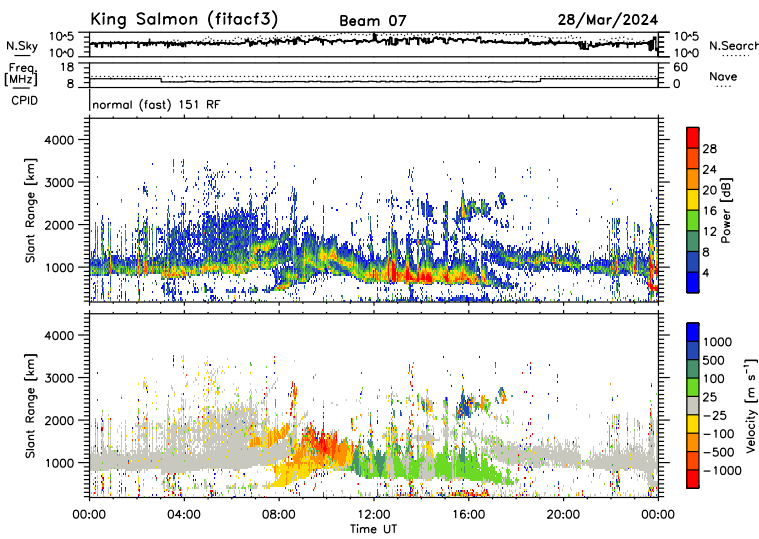 King Salmon (fitacf3) Beam 07 28/Mar/2024
N.Sky 10+5 10+0 10+5 10+0 N.Search
Freq. [MHz] 18 8 60 0 Nave
CPID normal (fast) 151 RF
Slant Range [km] 4000 3000 2000 1000
Power [dB] 28 24 20 16 12 8 4
Slant Range [km] 4000 3000 2000 1000
Velocity [m s⁻¹] 1000 500 100 25 −25 −100 −500 −1000
00:00 04:00 08:00 12:00 16:00 20:00 00:00
Time UT